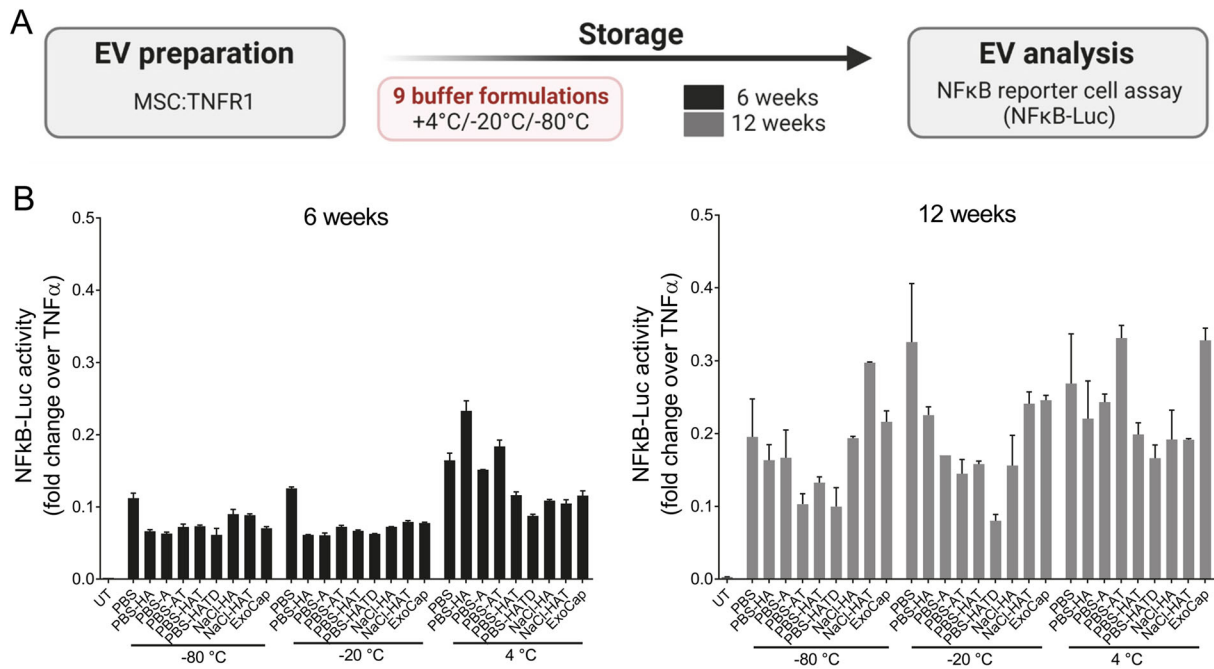 A
EV preparation
MSC:TNFR1
Storage
9 buffer formulations
+4°C/-20°C/-80°C
6 weeks
12 weeks
EV analysis
NFκB reporter cell assay
(NFκB-Luc)
B
6 weeks
NFkB-Luc activity
(fold change over TNFα)
0.5
0.4
0.3
0.2
0.1
0.0
UT
PBS
PBS-HA
PBS-A
PBS-AT
PBS-HAT
PBS-HATD
NaCl-HA
NaCl-HAT
ExoCap
PBS
PBS-HA
PBS-A
PBS-AT
PBS-HAT
PBS-HATD
NaCl-HA
NaCl-HAT
ExoCap
PBS
PBS-HA
PBS-A
PBS-AT
PBS-HAT
PBS-HATD
NaCl-HA
NaCl-HAT
ExoCap
-80 °C
-20 °C
4 °C
12 weeks
NFkB-Luc activity
(fold change over TNFα)
0.5
0.4
0.3
0.2
0.1
0.0
UT
PBS
PBS-HA
PBS-A
PBS-AT
PBS-HAT
PBS-HATD
NaCl-HA
NaCl-HAT
ExoCap
PBS
PBS-HA
PBS-A
PBS-AT
PBS-HAT
PBS-HATD
NaCl-HA
NaCl-HAT
ExoCap
PBS
PBS-HA
PBS-A
PBS-AT
PBS-HAT
PBS-HATD
NaCl-HA
NaCl-HAT
ExoCap
-80 °C
-20 °C
4 °C